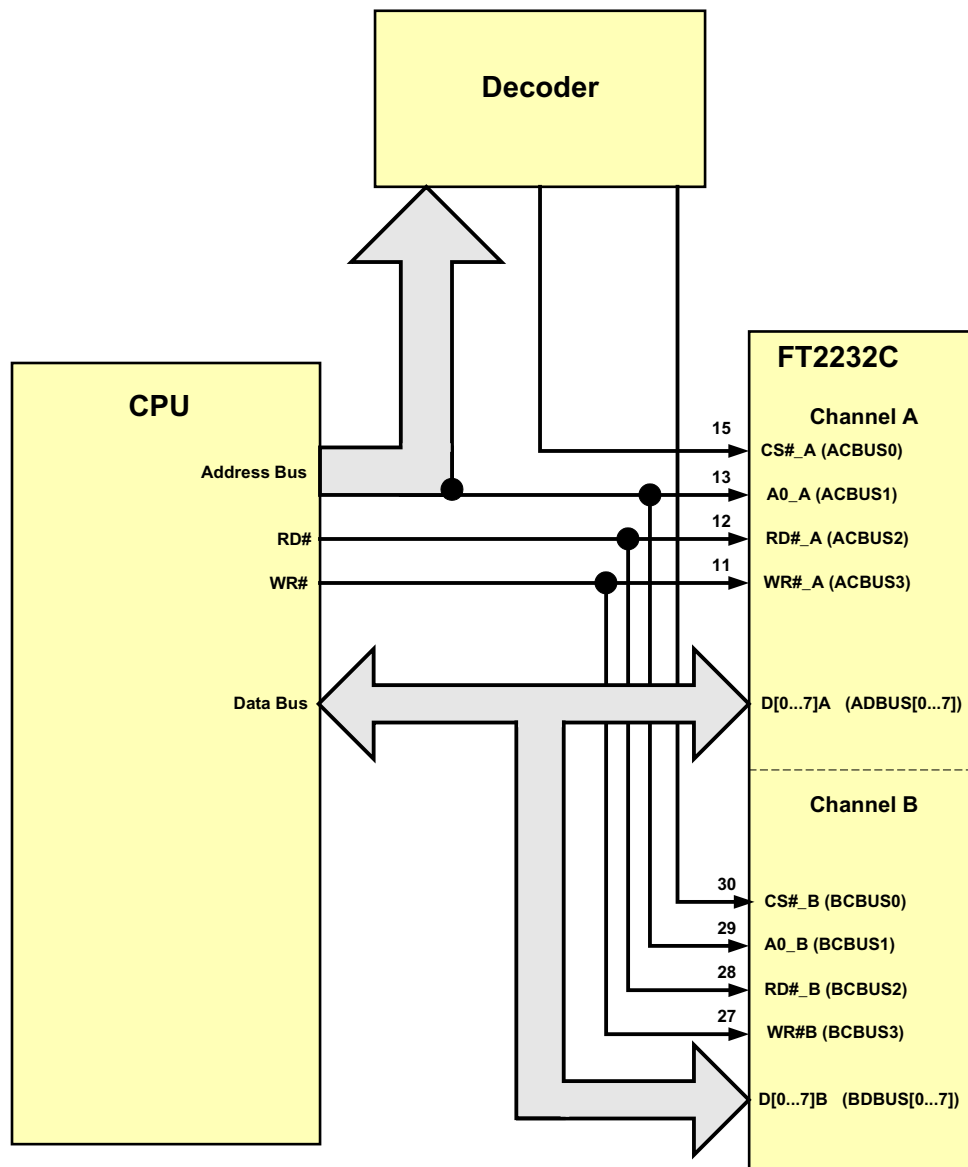 Decoder
CPU
Address Bus
RD#
WR#
Data Bus
FT2232C
Channel A
15 CS#_A (ACBUS0)
13 A0_A (ACBUS1)
12 RD#_A (ACBUS2)
11 WR#_A (ACBUS3)
D[0...7]A (ADBUS[0...7])
Channel B
30 CS#_B (BCBUS0)
29 A0_B (BCBUS1)
28 RD#_B (BCBUS2)
27 WR#B (BCBUS3)
D[0...7]B (BDBUS[0...7])